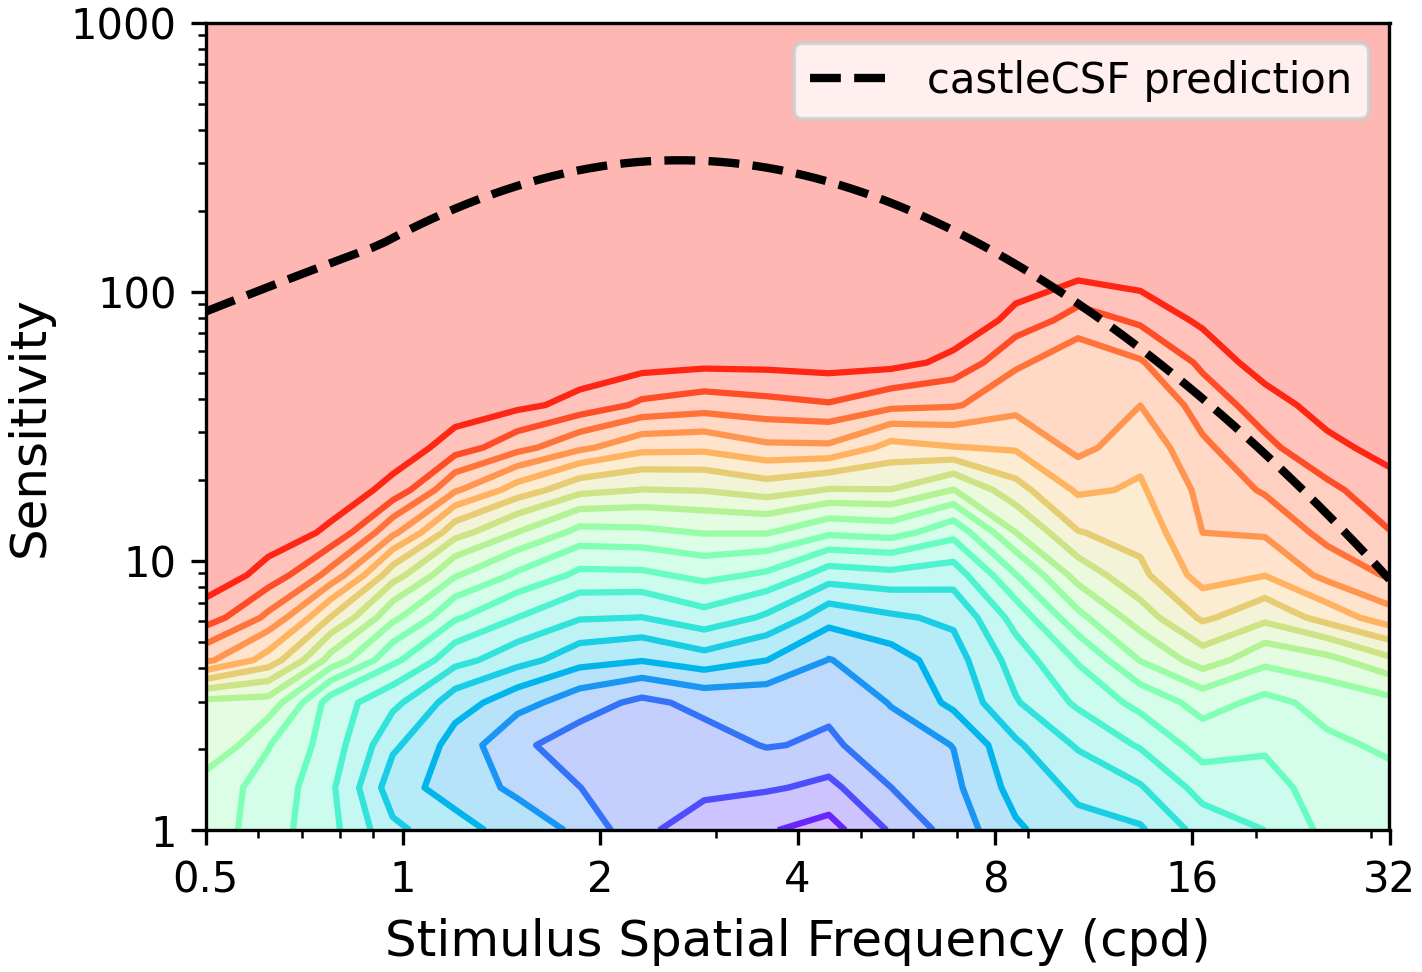 1000
castleCSF prediction
100
10
1
Sensitivity
0.5 1 2 4 8 16 32
Stimulus Spatial Frequency (cpd)